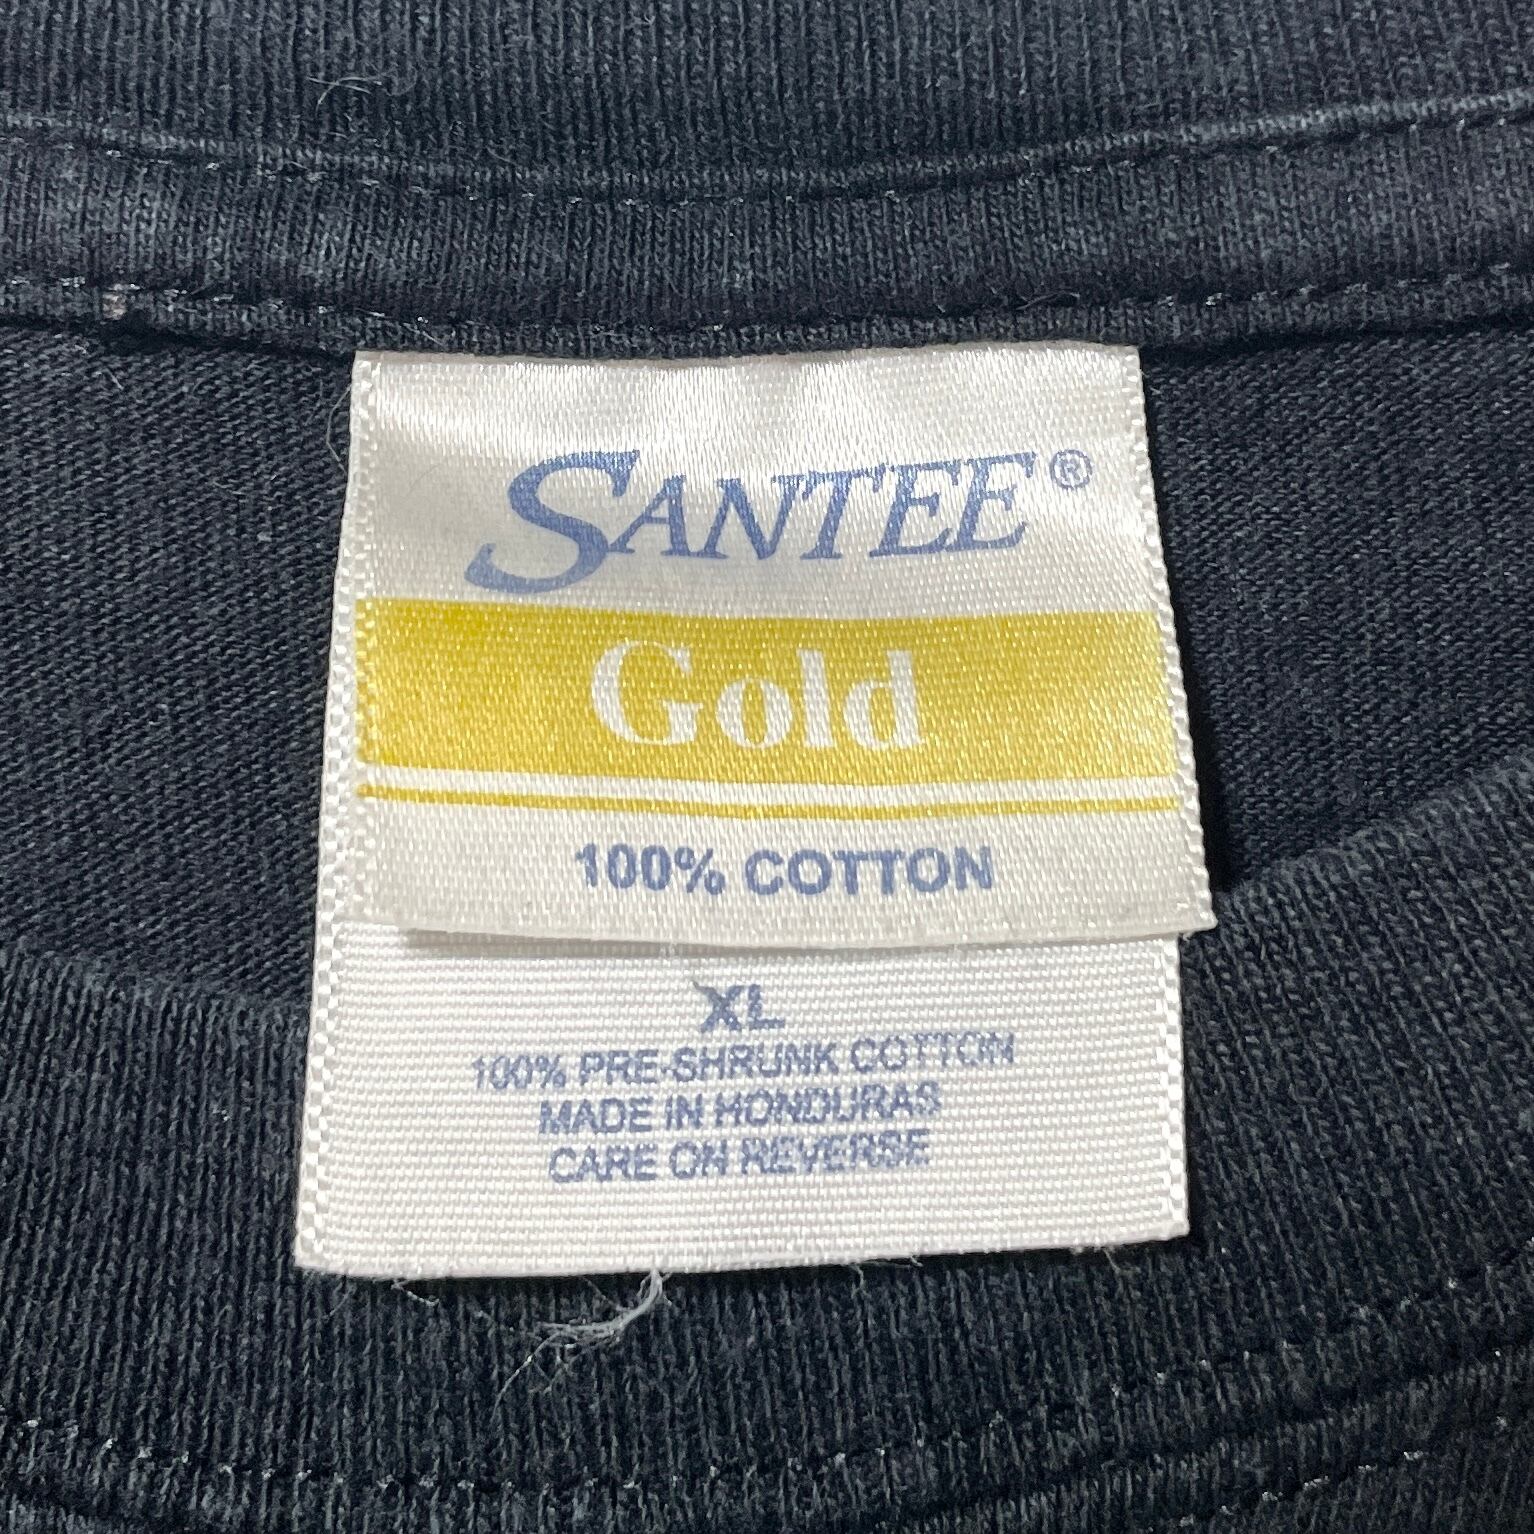 SANTEE®
Gold
100% COTTON
XL
100% PRE-SHRUNK COTTON
MADE IN HONDURAS
CARE ON REVERSE